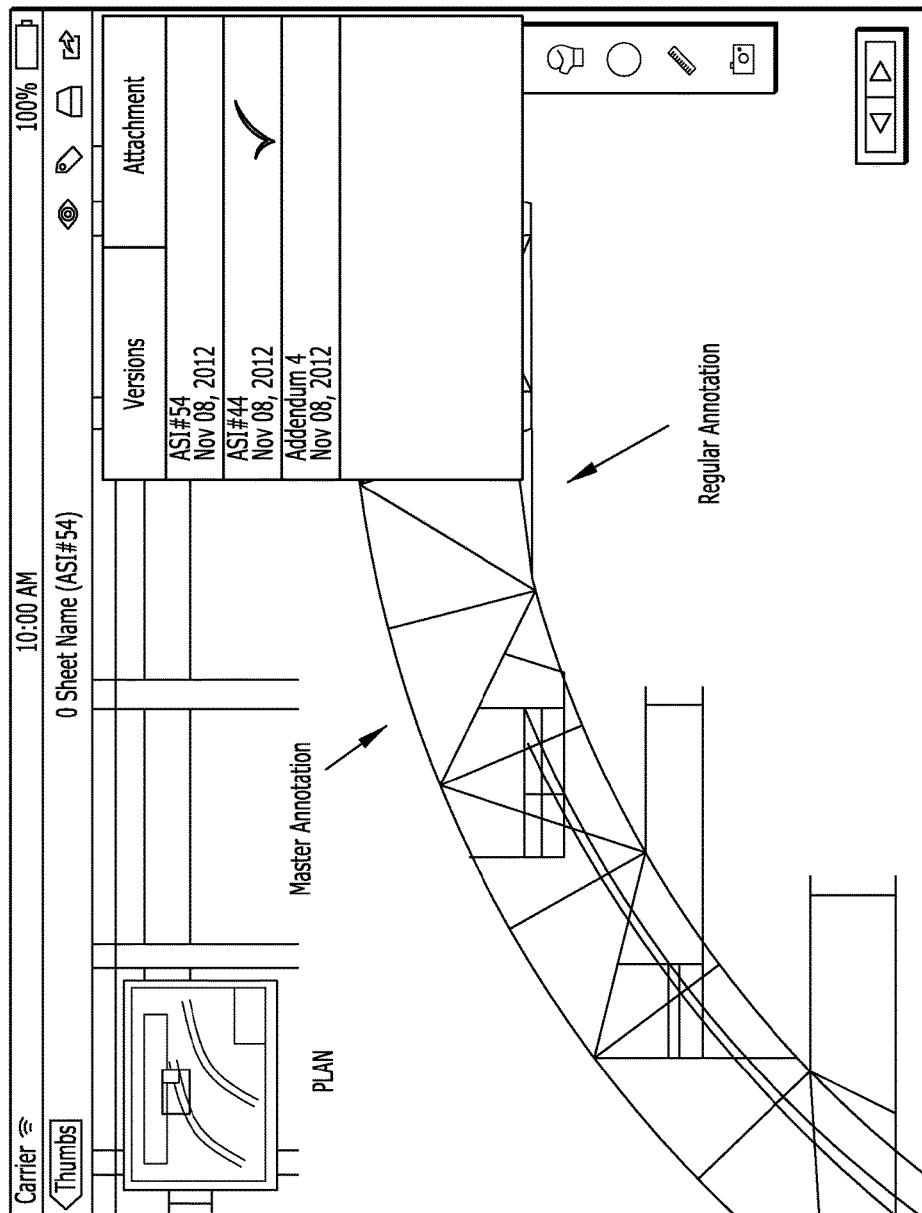 Carrier
10:00 AM
100%
Thumbs
0 Sheet Name (ASI#54)
Versions
Attachment
ASI#54
Nov 08, 2012
ASI#44
Nov 08, 2012
Addendum 4
Nov 08, 2012
Master Annotation
PLAN
Regular Annotation